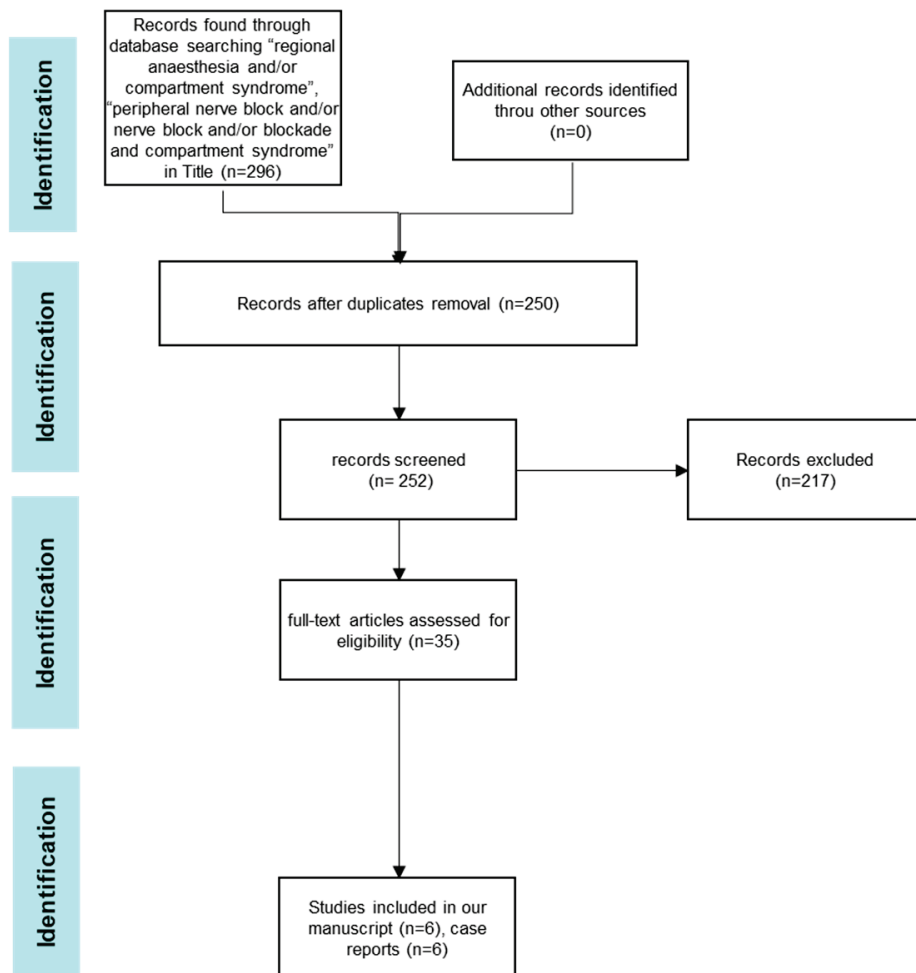 Identification
Records found through
database searching “regional
anaesthesia and/or
compartment syndrome”,
“peripheral nerve block and/or
nerve block and/or blockade
and compartment syndrome”
in Title (n=296)
Additional records identified
throu other sources
(n=0)
Identification
Records after duplicates removal (n=250)
records screened
(n= 252)
Records excluded
(n=217)
Identification
full-text articles assessed for
eligibility (n=35)
Identification
Studies included in our
manuscript (n=6), case
reports (n=6)